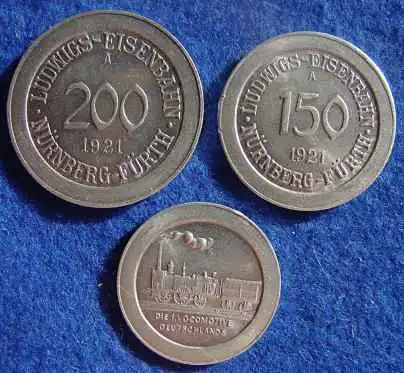 · LUDWIGS-EISENBAHN ·
A
200
1921
NÜRNBERG-FÜRTH
· LUDWIGS-EISENBAHN ·
A
150
1921
NÜRNBERG-FÜRTH
DIE 1. LOCOMOTIVE
DEUTSCHLANDS